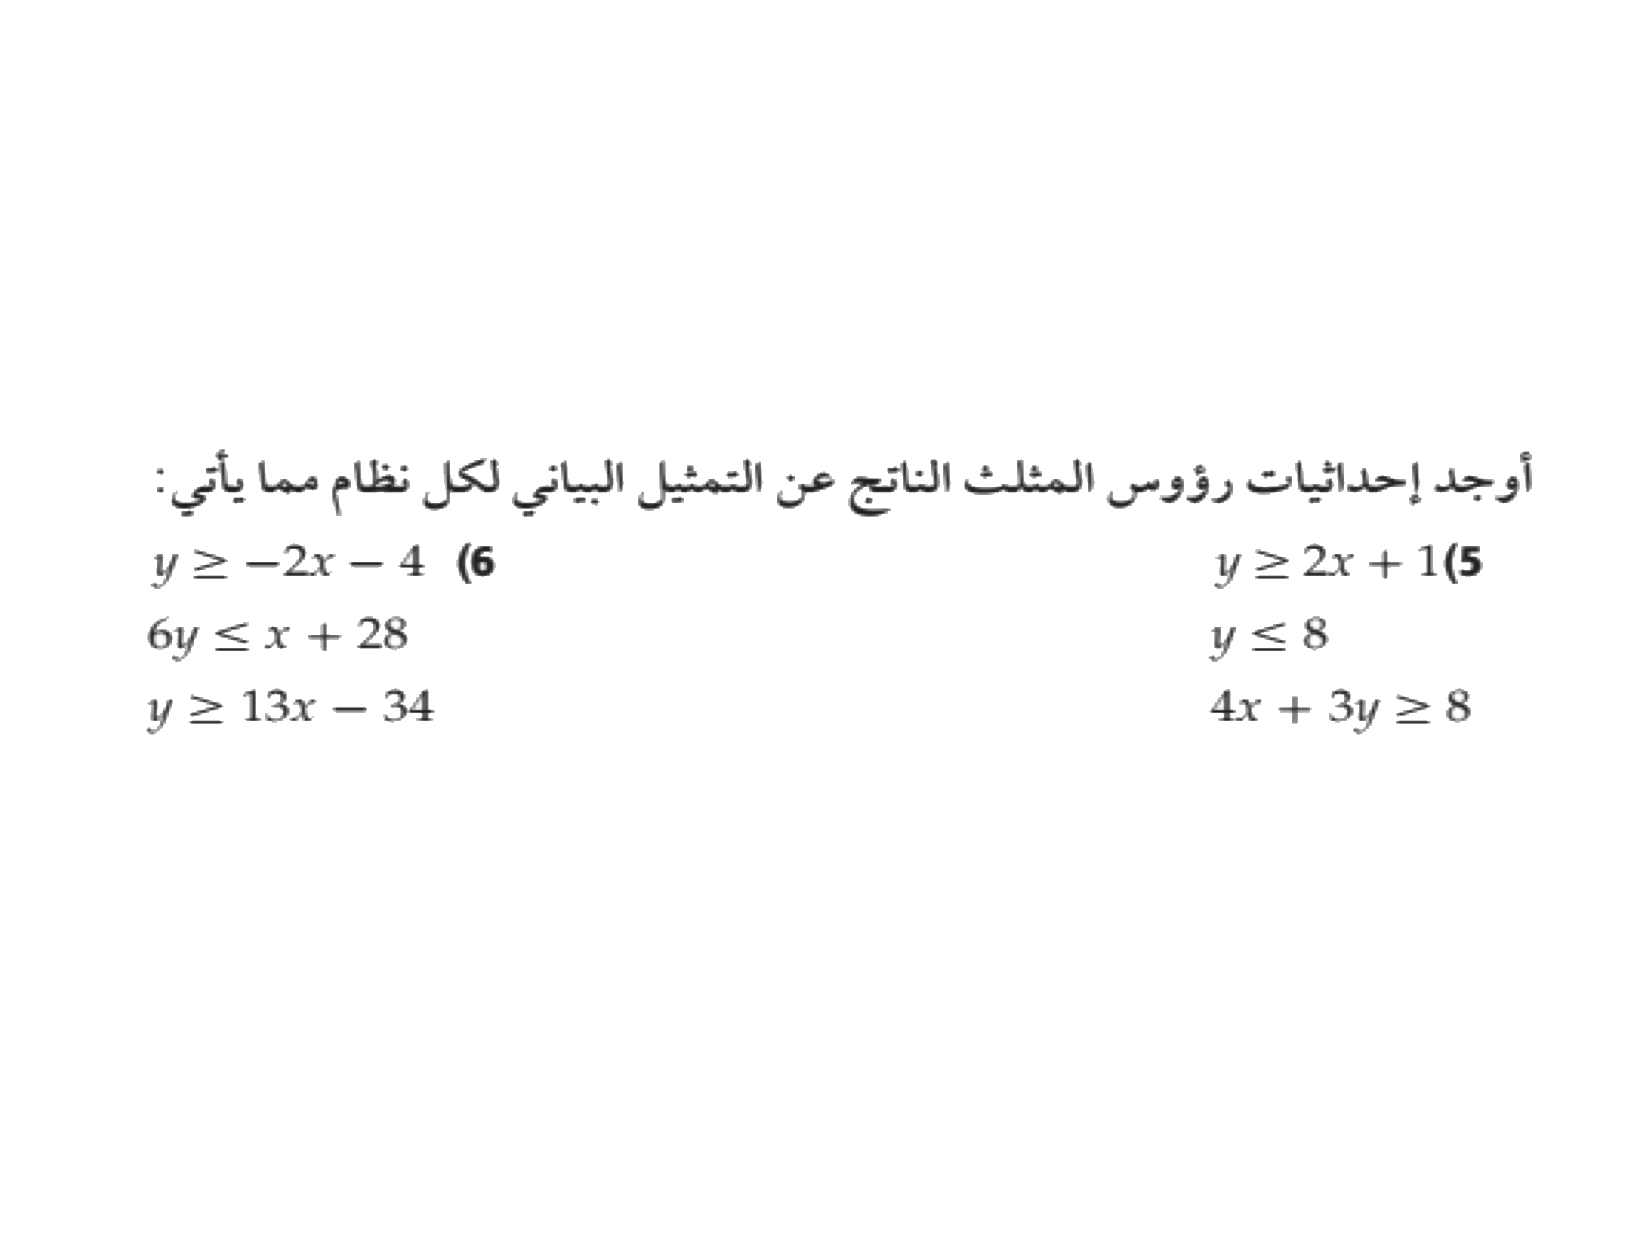 أوجد إحداثيات رؤوس المثلث الناتج عن التمثيل البياني لكل نظام مما يأتي:
5) y ≥ 2x + 1
y ≤ 8
4x + 3y ≥ 8
6) y ≥ −2x − 4
6y ≤ x + 28
y ≥ 13x − 34